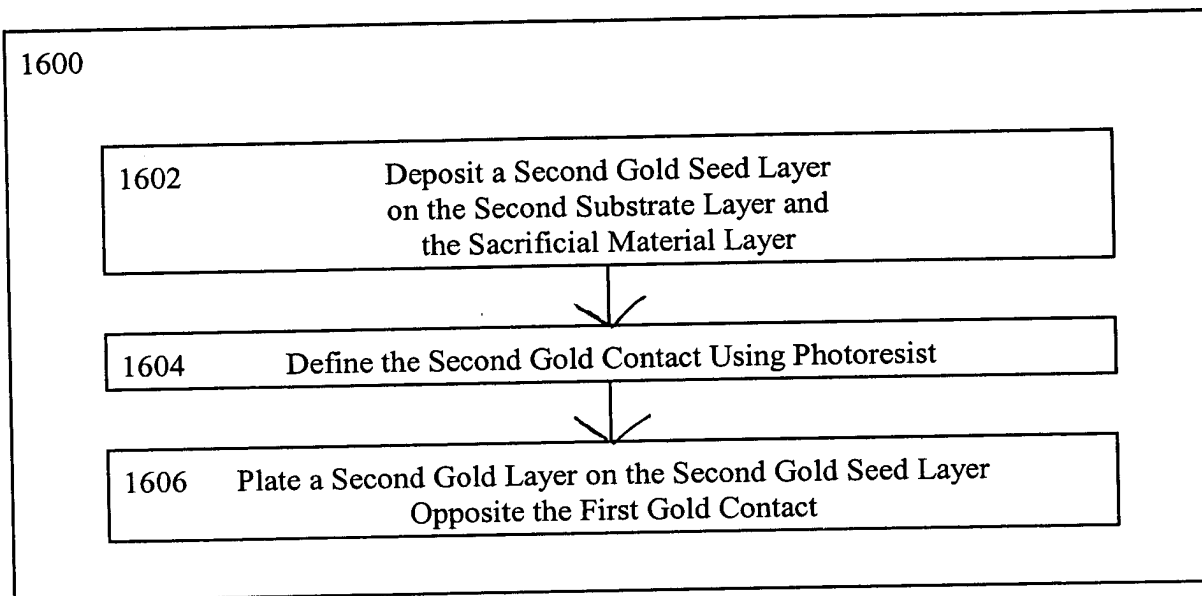 1600
1602 Deposit a Second Gold Seed Layer
on the Second Substrate Layer and
the Sacrificial Material Layer
1604 Define the Second Gold Contact Using Photoresist
1606 Plate a Second Gold Layer on the Second Gold Seed Layer
Opposite the First Gold Contact